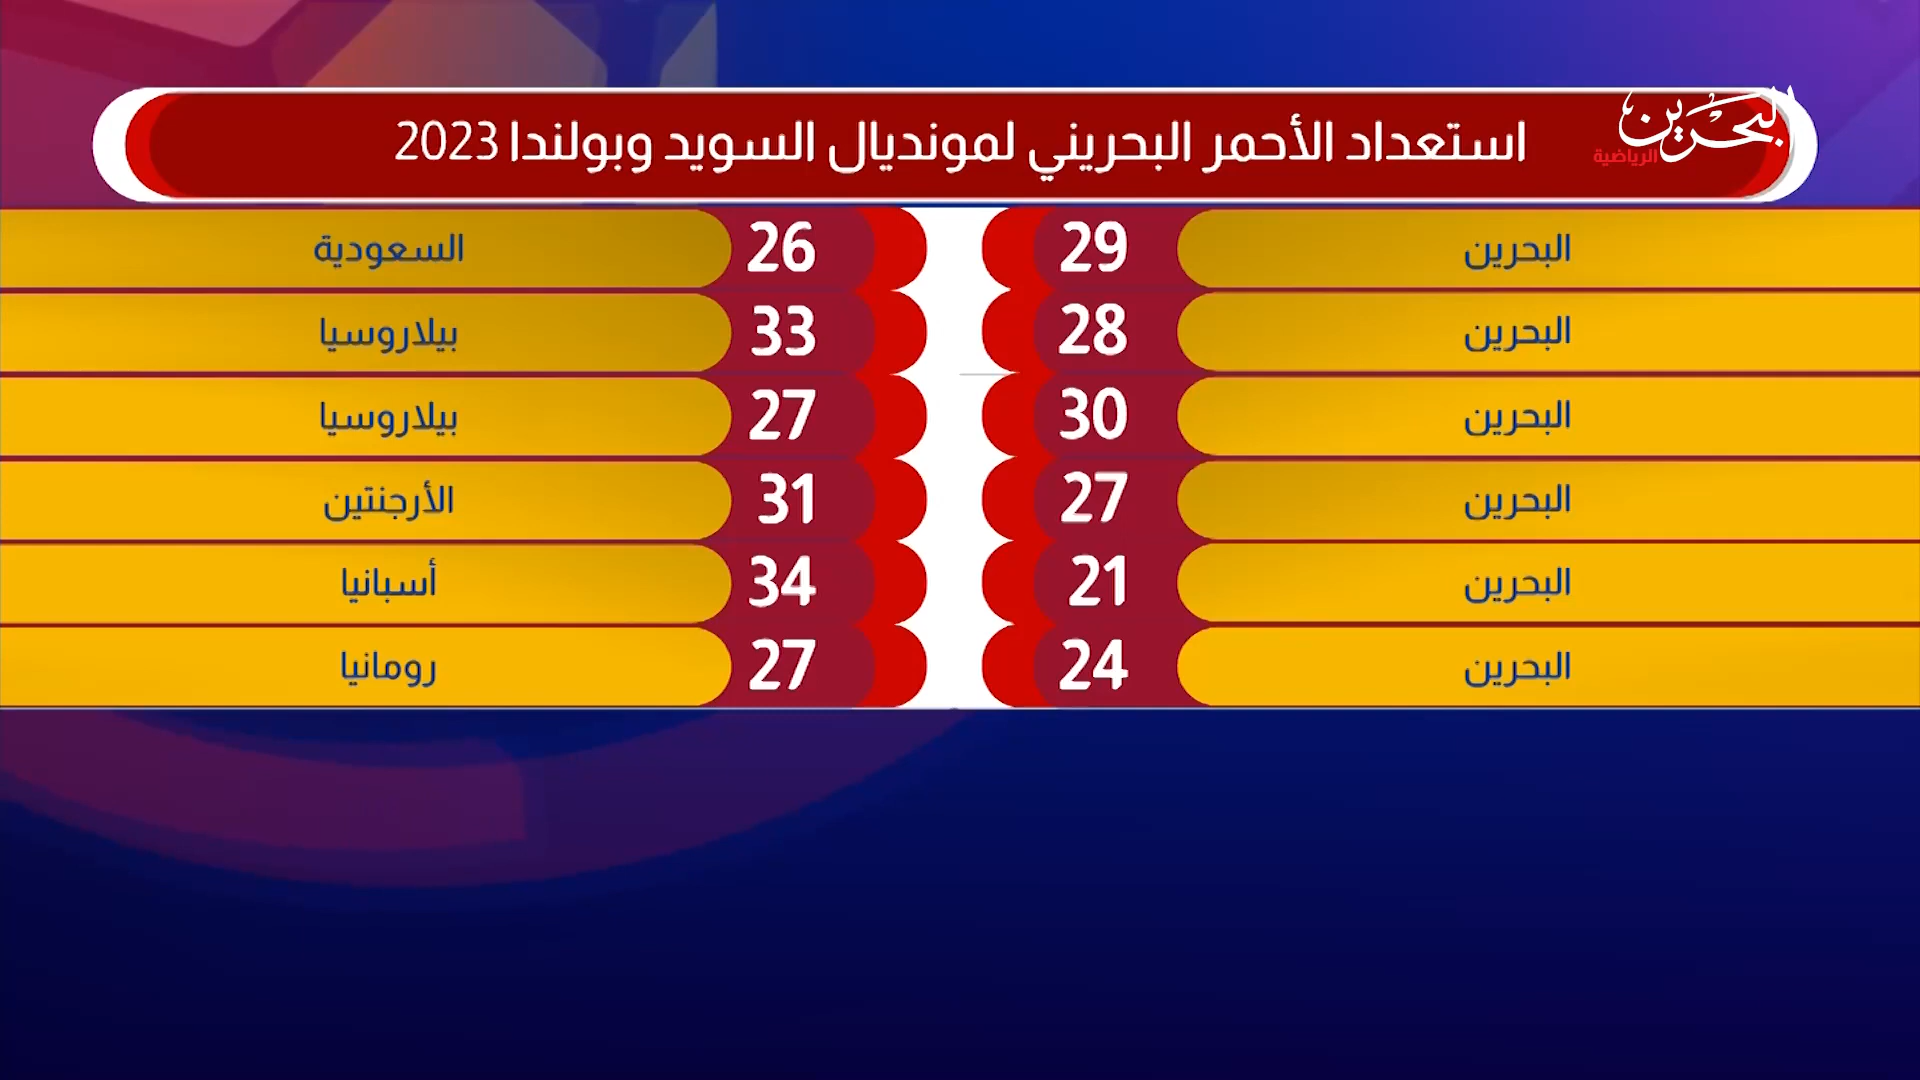 البحرين
الرياضية
استعداد الأحمر البحريني لمونديال السويد وبولندا 2023
البحرين 29 26 السعودية
البحرين 28 33 بيلاروسيا
البحرين 30 27 بيلاروسيا
البحرين 27 31 الأرجنتين
البحرين 21 34 أسبانيا
البحرين 24 27 رومانيا